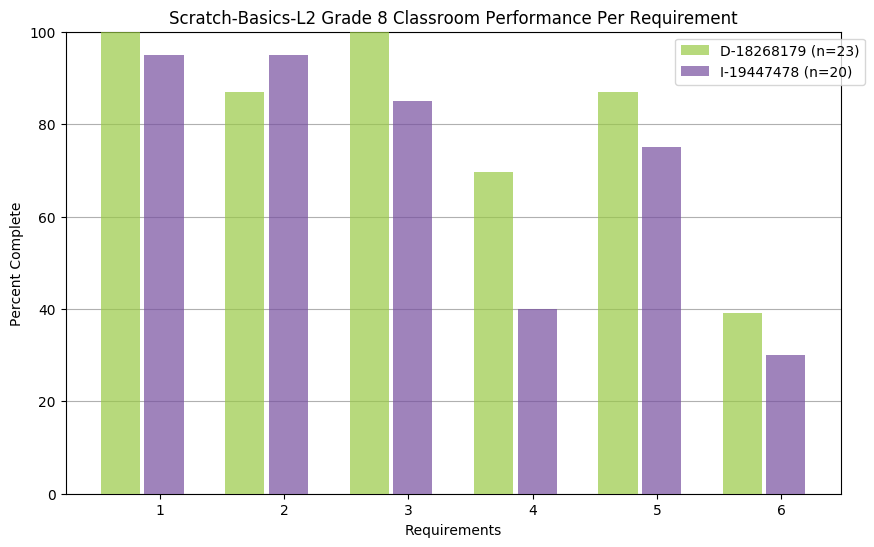 Scratch-Basics-L2 Grade 8 Classroom Performance Per Requirement
D-18268179 (n=23)
I-19447478 (n=20)
Percent Complete
100
80
60
40
20
0
1 2 3 4 5 6
Requirements